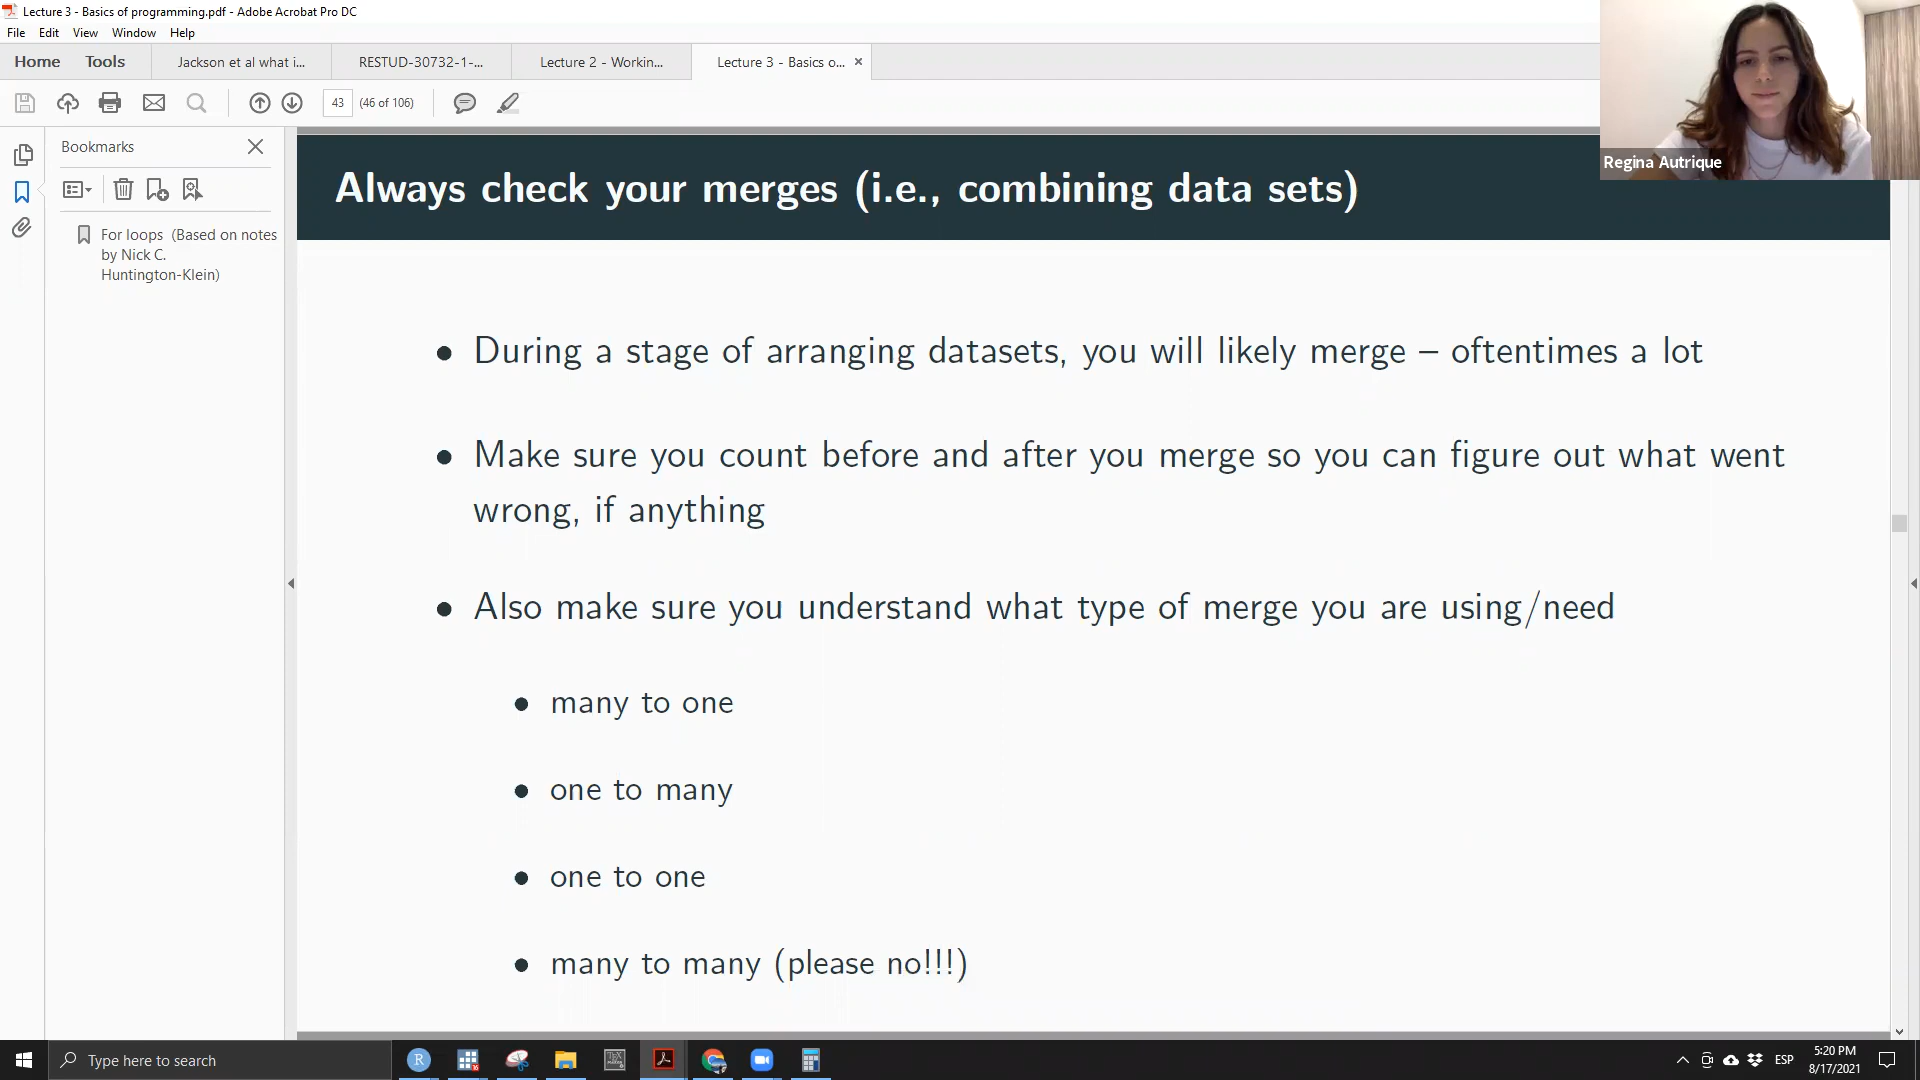 Lecture 3 - Basics of programming.pdf - Adobe Acrobat Pro DC
File Edit View Window Help
Home Tools Jackson et al what i... RESTUD-30732-1-... Lecture 2 - Workin... Lecture 3 - Basics o... ×
43 (46 of 106)
Regina Autrique
Bookmarks
For loops (Based on notes
by Nick C.
Huntington-Klein)
Always check your merges (i.e., combining data sets)
• During a stage of arranging datasets, you will likely merge – oftentimes a lot
• Make sure you count before and after you merge so you can figure out what went
wrong, if anything
• Also make sure you understand what type of merge you are using/need
• many to one
• one to many
• one to one
• many to many (please no!!!)
Type here to search
ESP
5:20 PM
8/17/2021